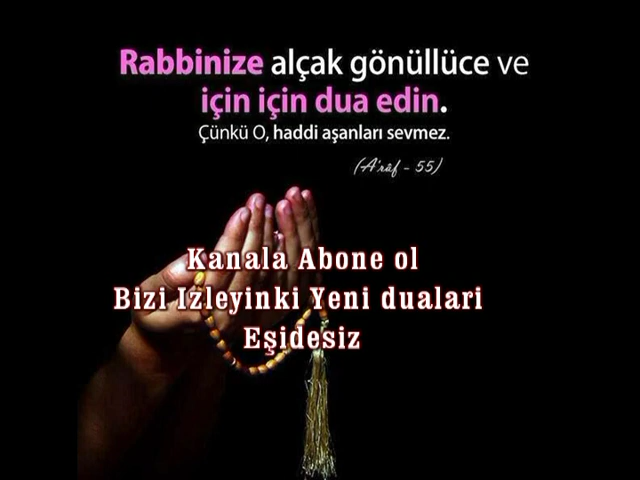 Rabbinize alçak gönüllüce ve
için için dua edin.
Çünkü O, haddi aşanları sevmez.
(A'râf - 55)
Kanala Abone ol
Bizi Izleyinki Yeni dualari
Eşidesiz